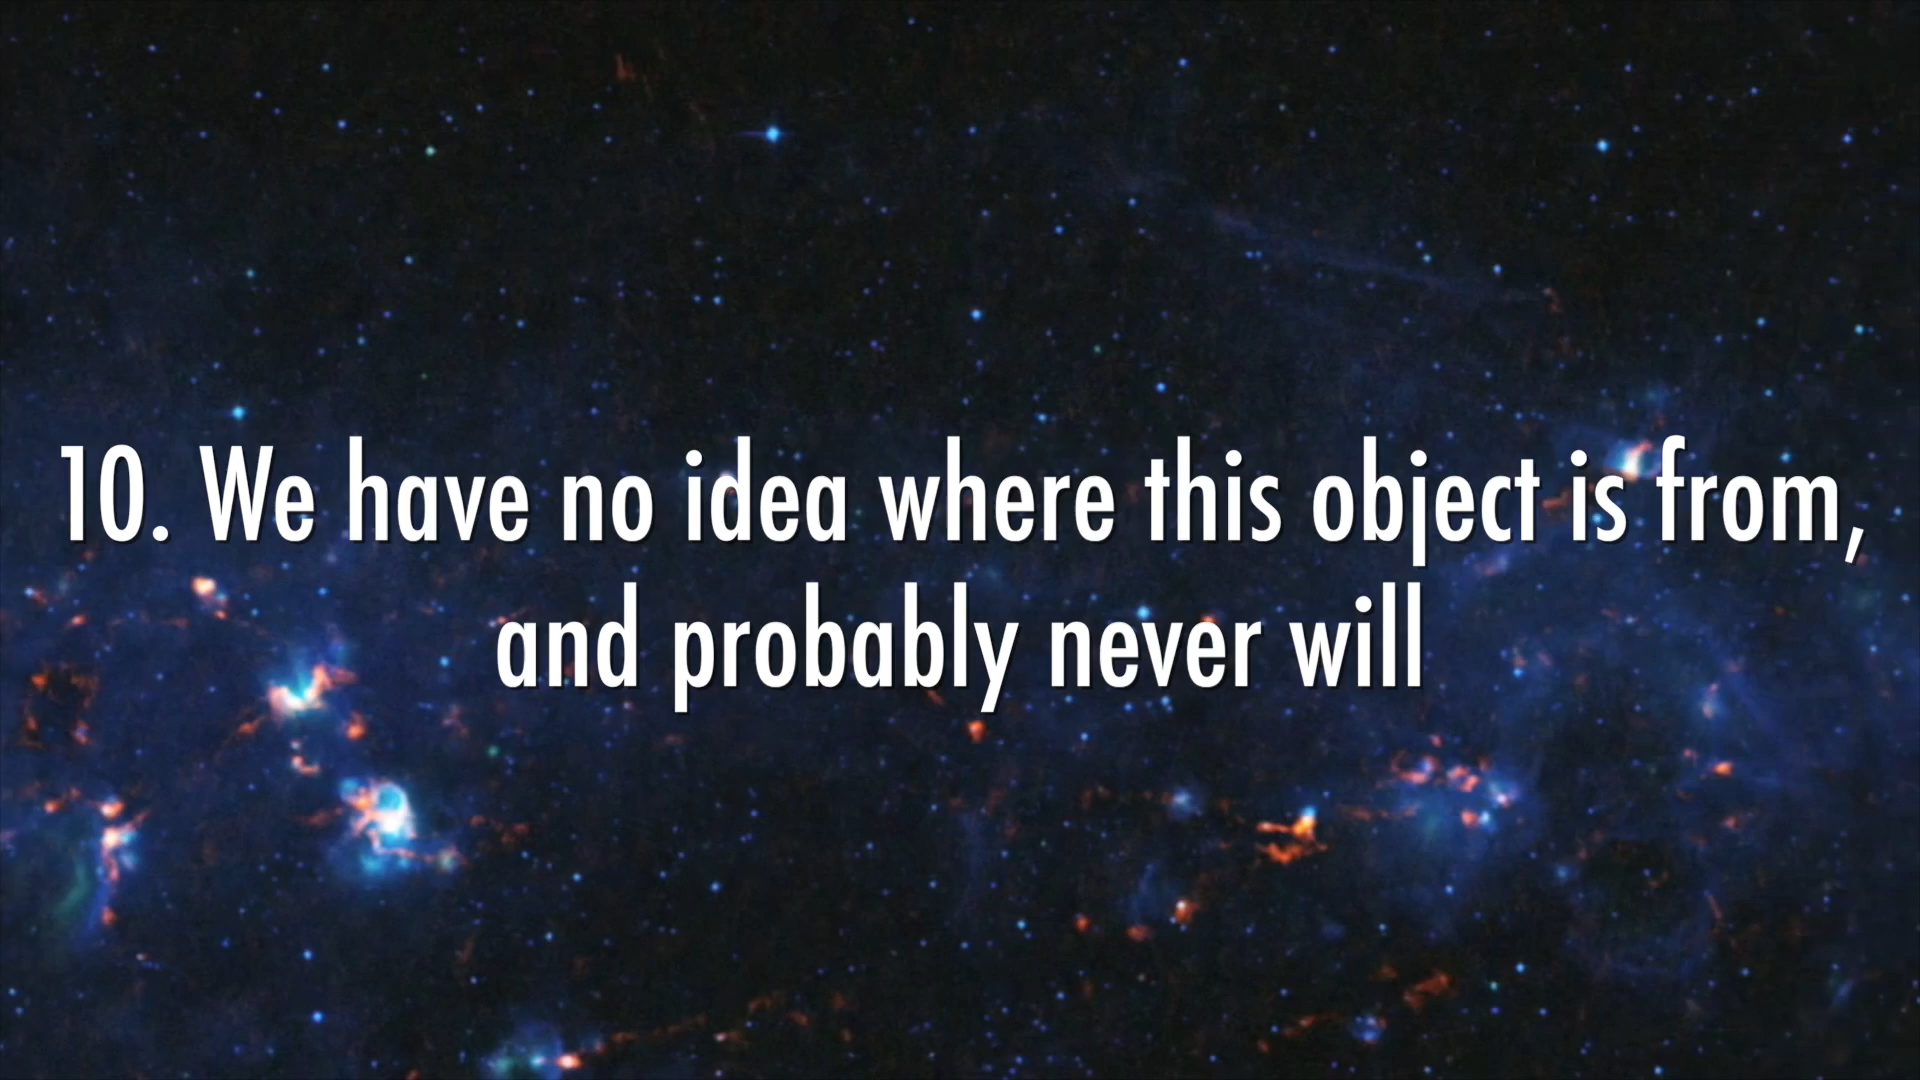 10. We have no idea where this object is from,
and probably never will